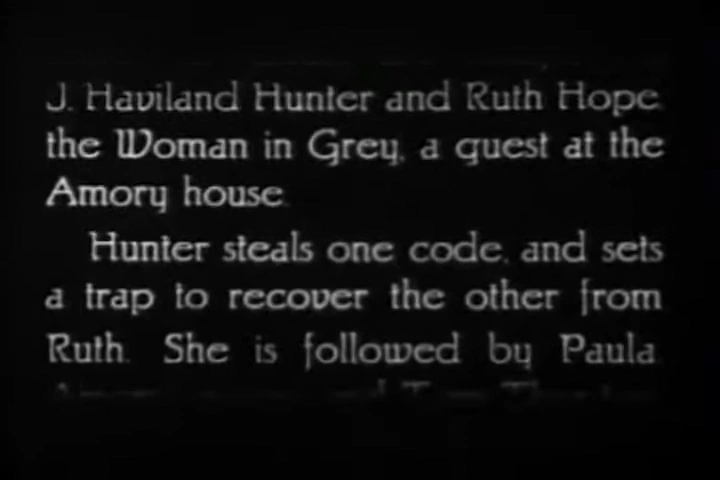 J. Haviland Hunter and Ruth Hope
the Woman in Grey, a guest at the
Amory house.
Hunter steals one code, and sets
a trap to recover the other from
Ruth. She is followed by Paula